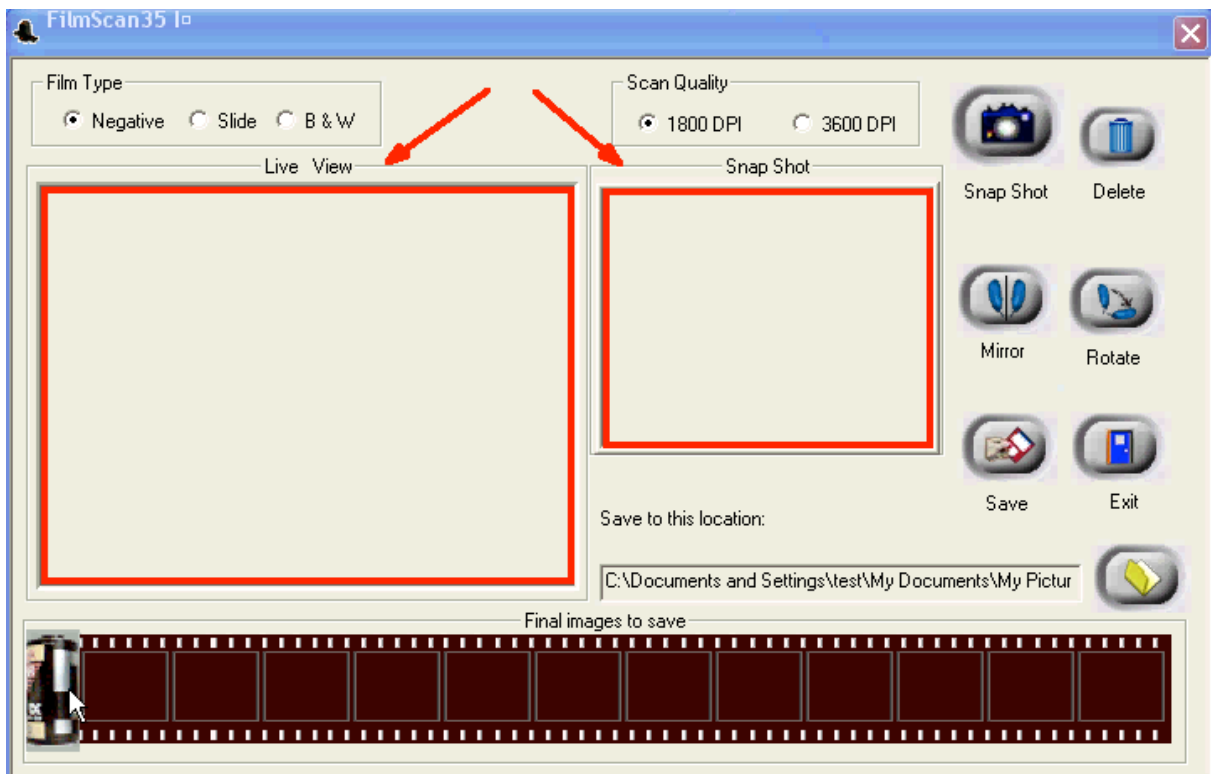 FilmScan35 I¤
Film Type
Negative Slide B & W
Scan Quality
1800 DPI 3600 DPI
Live View
Snap Shot
Snap Shot
Delete
Mirror
Rotate
Save
Exit
Save to this location:
C:\Documents and Settings\test\My Documents\My Pictur
Final images to save